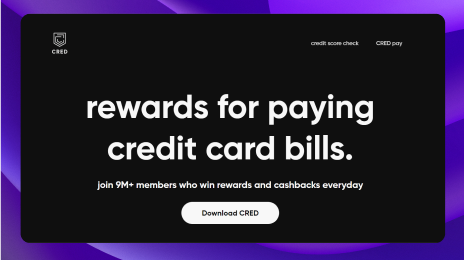 CRED
credit score check
CRED pay
rewards for paying
credit card bills.
join 9M+ members who win rewards and cashbacks everyday
Download CRED